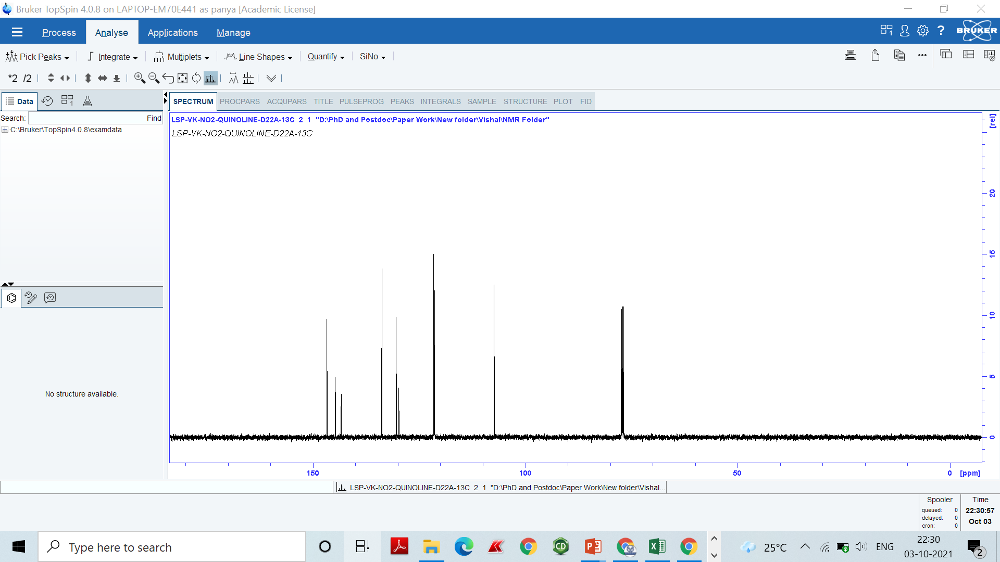 Bruker TopSpin 4.0.8 on LAPTOP-EM70E441 as panya [Academic License]
Process Analyse Applications Manage
1 ? BRUKER
Pick Peaks Integrate Multiplets Line Shapes Quantify SiNo
*2 /2
Data 1
SPECTRUM PROCPARS ACQUPARS TITLE PULSEPROG PEAKS INTEGRALS SAMPLE STRUCTURE PLOT FID
Search: Find
C:\Bruker\TopSpin4.0.8\examdata
LSP-VK-NO2-QUINOLINE-D22A-13C 2 1 "D:\PhD and Postdoc\Paper Work\New folder\Vishal\NMR Folder"
LSP-VK-NO2-QUINOLINE-D22A-13C
[rel]
20
15
10
5
0
No structure available.
150 100 50 0 [ppm]
LSP-VK-NO2-QUINOLINE-D22A-13C 2 1 "D:\PhD and Postdoc\Paper Work\New folder\Vishal...
Spooler
queued: 0
delayed: 0
cron: 0
Time
22:30:57
Oct 03
Type here to search
CD
25°C
ENG
22:30
03-10-2021
2